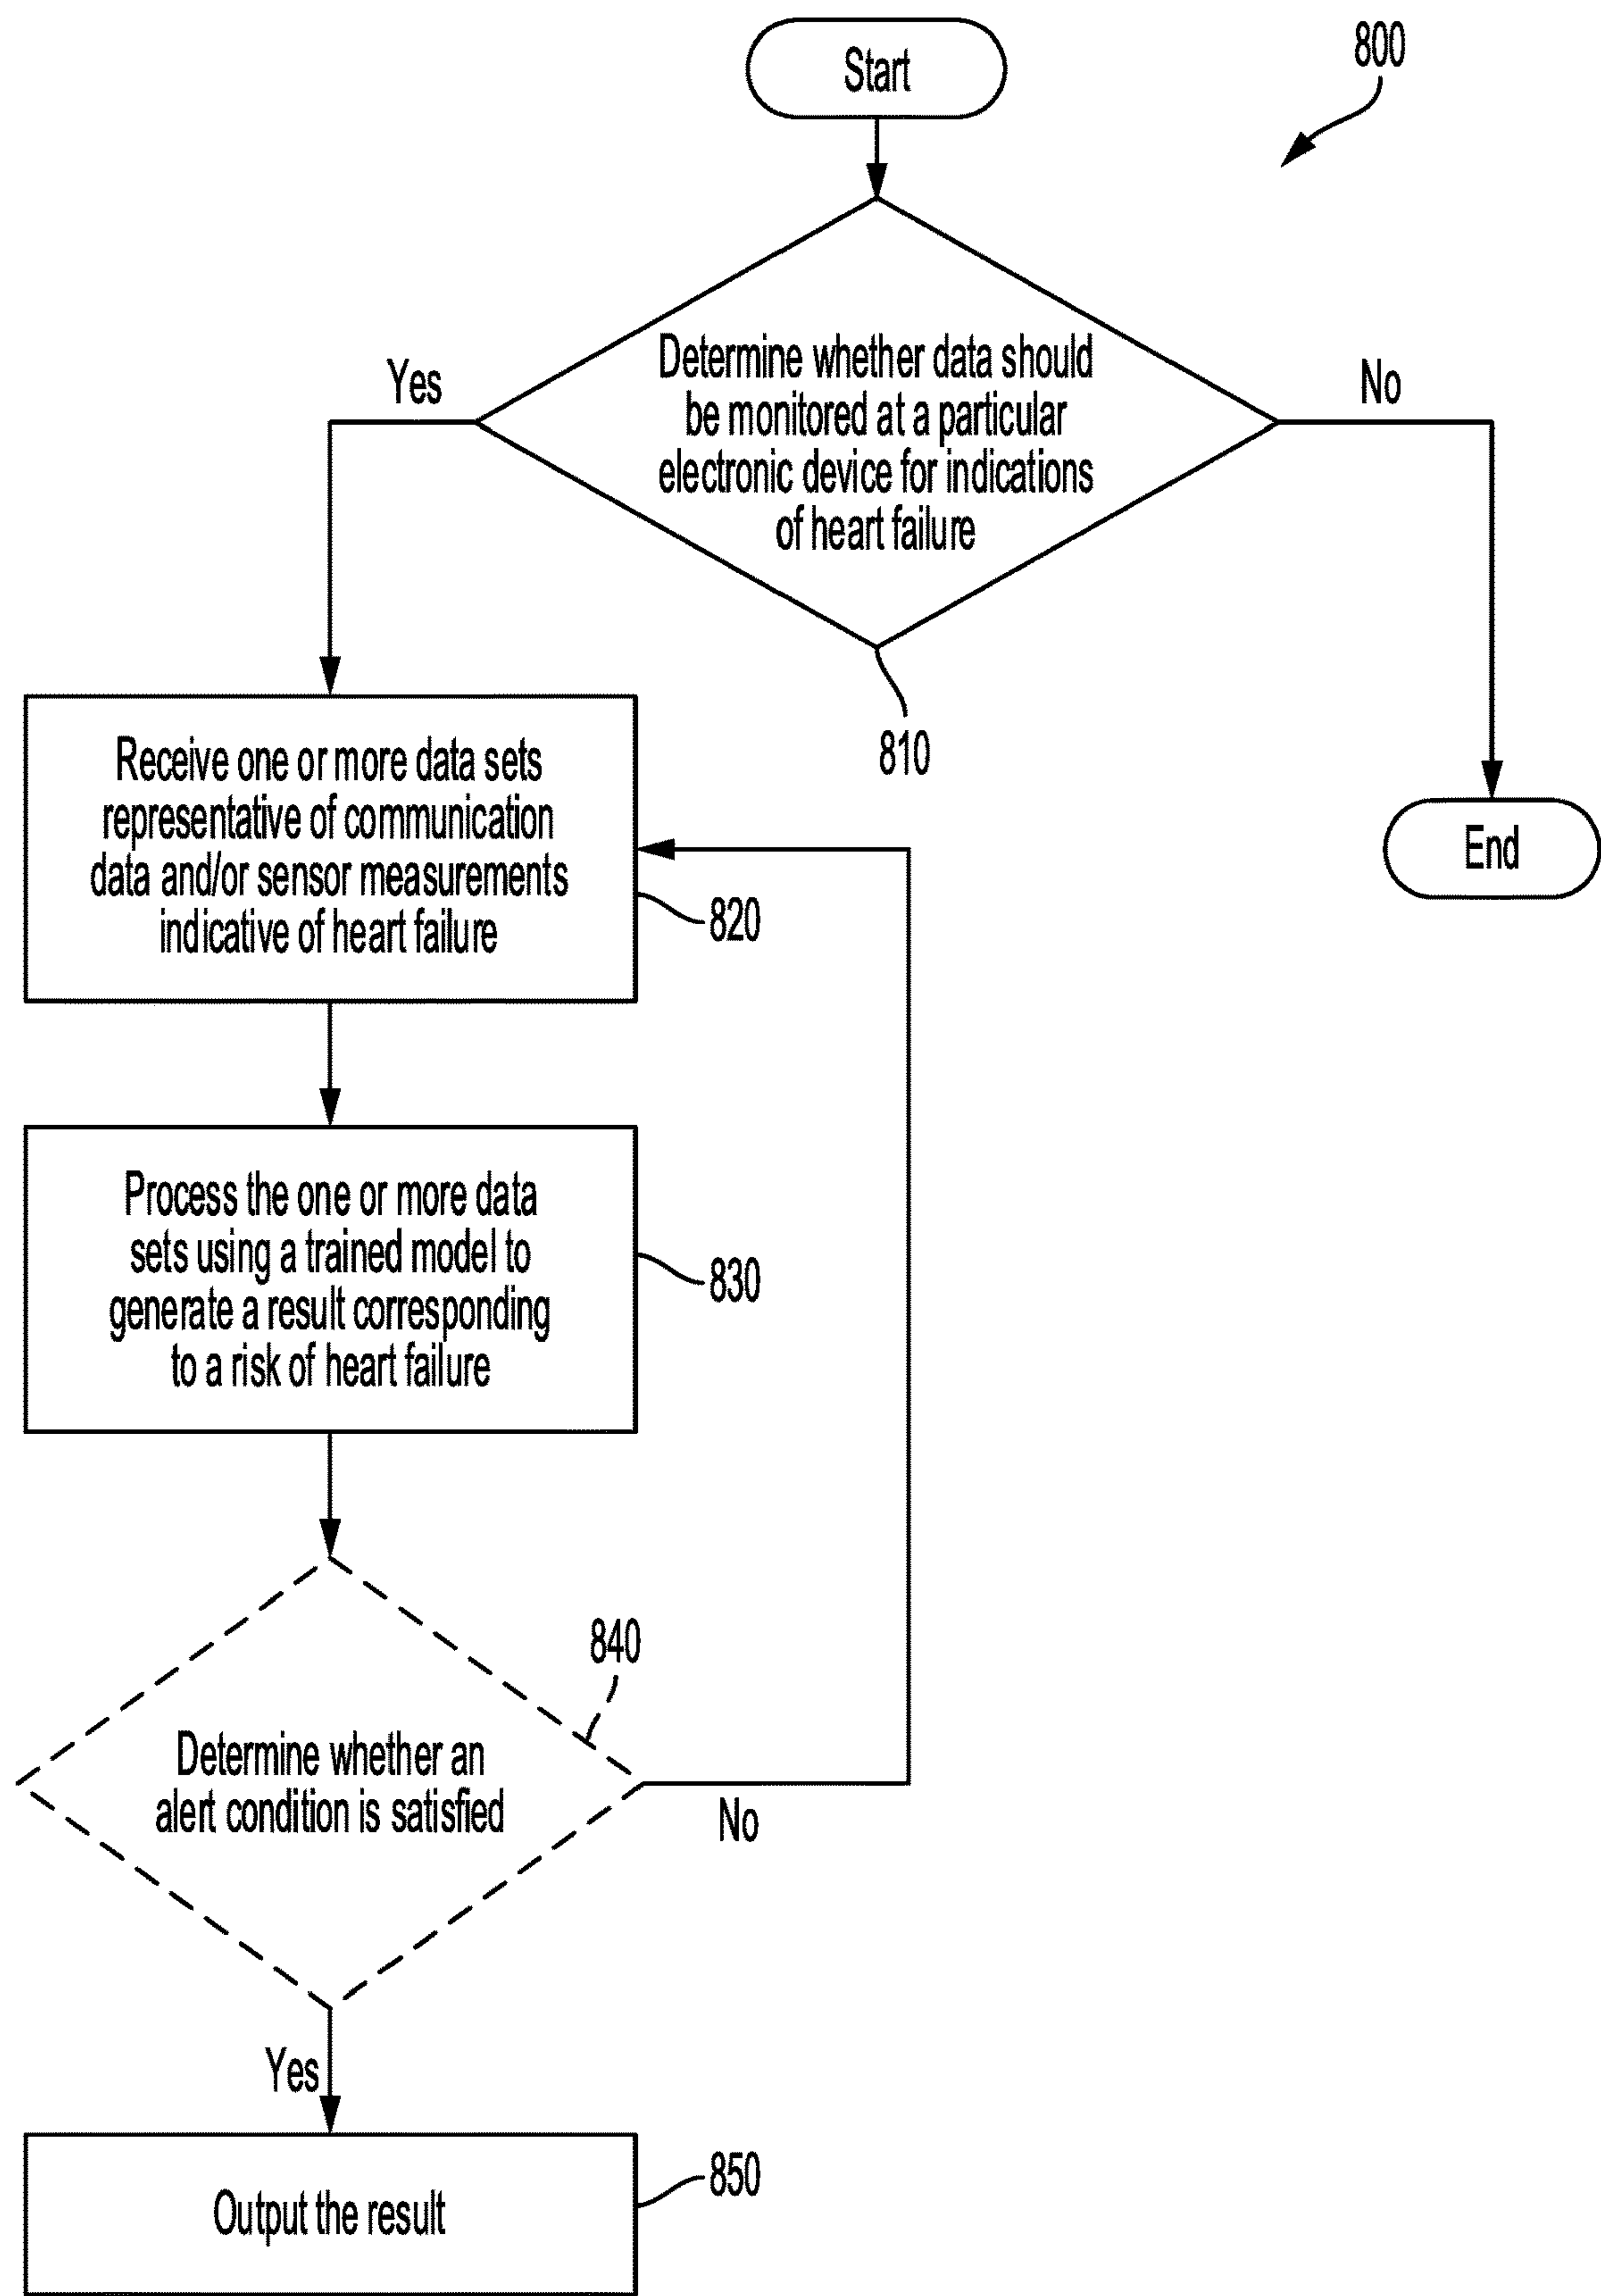 Start
800
Determine whether data should
be monitored at a particular
electronic device for indications
of heart failure
Yes
No
810
Receive one or more data sets
representative of communication
data and/or sensor measurements
indicative of heart failure
820
End
Process the one or more data
sets using a trained model to
generate a result corresponding
to a risk of heart failure
830
840
Determine whether an
alert condition is satisfied
No
Yes
Output the result
850